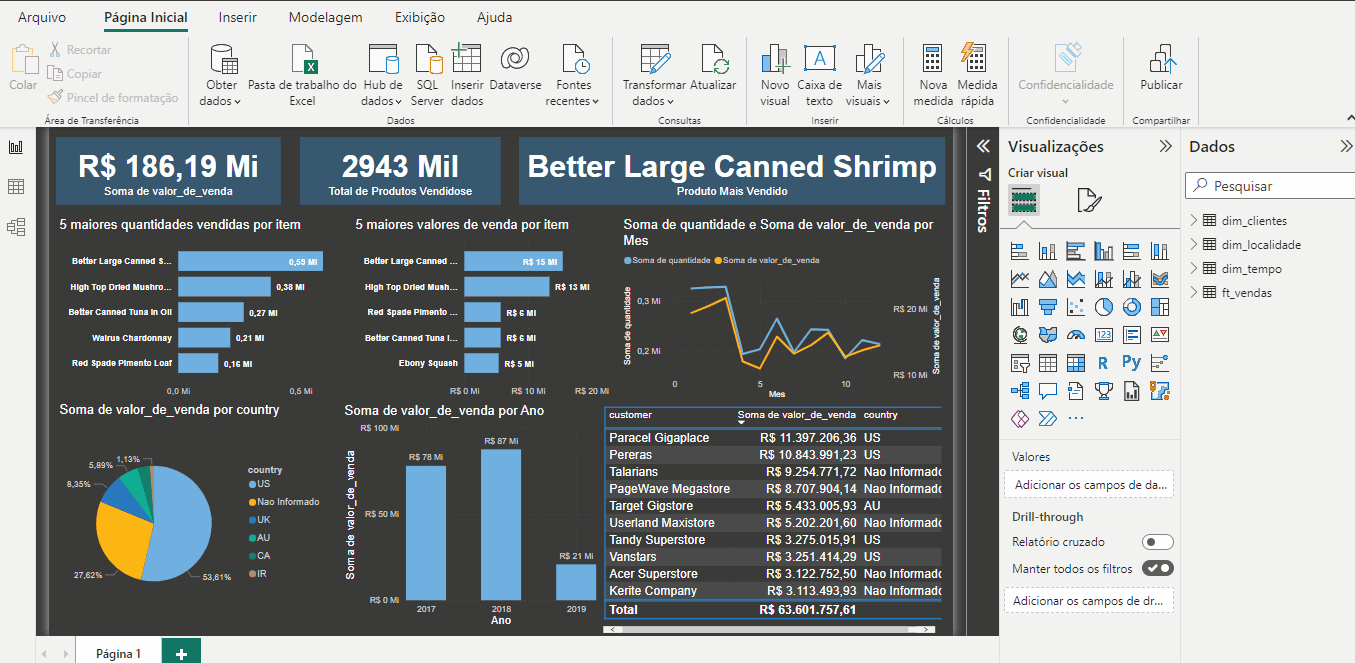 Arquivo Página Inicial Inserir Modelagem Exibição Ajuda
Colar
Recortar
Copiar
Pincel de formatação
Área de Transferência
Obter
dados
Pasta de trabalho do
Excel
Hub de
dados
SQL
Server
Inserir
dados
Dataverse
Fontes
recentes
Dados
Transformar
dados
Atualizar
Consultas
Novo
visual
Caixa de
texto
Mais
visuais
Inserir
Nova
medida
Medida
rápida
Cálculos
Confidencialidade
Confidencialidade
Publicar
Compartilhar
R$ 186,19 Mi
Soma de valor_de_venda
2943 Mil
Total de Produtos Vendidose
Better Large Canned Shrimp
Produto Mais Vendido
5 maiores quantidades vendidas por item
Better Large Canned S... 0,59 Mi
High Top Dried Mushro... 0,38 Mi
Better Canned Tuna in Oil 0,27 Mi
Walrus Chardonnay 0,21 Mi
Red Spade Pimento Loaf 0,16 Mi
0,0 Mi 0,5 Mi
5 maiores valores de venda por item
Better Large Canned ... R$ 15 Mi
High Top Dried Mush... R$ 13 Mi
Red Spade Pimento ... R$ 6 Mi
Better Canned Tuna i... R$ 6 Mi
Ebony Squash R$ 5 Mi
R$ 0 Mi R$ 10 Mi R$ 20 Mi
Soma de quantidade e Soma de valor_de_venda por
Mes
Soma de quantidade Soma de valor_de_venda
Soma de quantidade
0,3 Mi
0,2 Mi
R$ 20 Mi
R$ 10 Mi
Soma de valor_de_venda
0 5 10
Mes
Soma de valor_de_venda por country
1,13%
5,89%
8,35%
27,62%
53,61%
country
US
Nao Informado
UK
AU
CA
IR
Soma de valor_de_venda por Ano
Soma de valor_de_venda
R$ 100 Mi
R$ 50 Mi
R$ 0 Mi
R$ 78 Mi
R$ 87 Mi
R$ 21 Mi
2017 2018 2019
Ano
customer Soma de valor_de_venda country
Paracel Gigaplace R$ 11.397.206,36 US
Pereras R$ 10.843.991,23 US
Talarians R$ 9.254.771,72 Nao Informado
PageWave Megastore R$ 8.707.904,14 Nao Informado
Target Gigstore R$ 5.433.005,93 AU
Userland Maxistore R$ 5.202.201,60 Nao Informado
Tandy Superstore R$ 3.275.015,91 US
Vanstars R$ 3.251.414,29 US
Acer Superstore R$ 3.122.752,50 Nao Informado
Kerite Company R$ 3.113.493,93 Nao Informado
Total R$ 63.601.757,61
Filtros
Visualizações
Criar visual
123
R Py
...
Valores
Adicionar os campos de da...
Drill-through
Relatório cruzado
Manter todos os filtros
Adicionar os campos de dr...
Dados
Pesquisar
dim_clientes
dim_localidade
dim_tempo
ft_vendas
Página 1